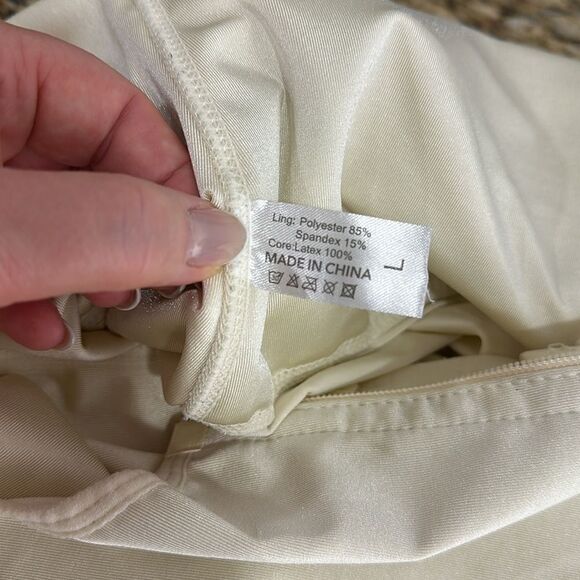 Ling: Polyester 85%
Spandex 15%
Core:Latex 100%
MADE IN CHINA
L